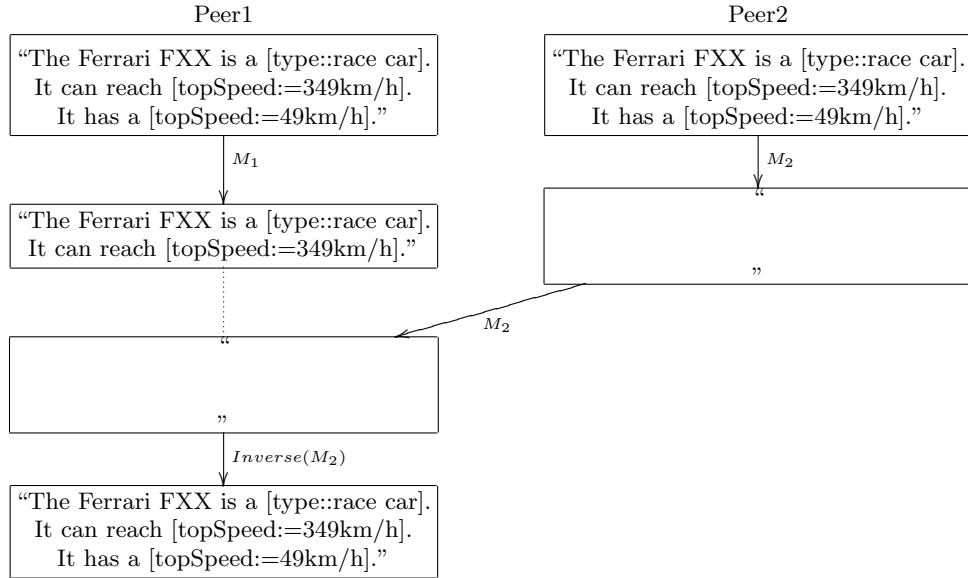 Peer1
“The Ferrari FXX is a [type::race car].
It can reach [topSpeed:=349km/h].
It has a [topSpeed:=49km/h].”
M1
“The Ferrari FXX is a [type::race car].
It can reach [topSpeed:=349km/h].”
Peer2
“The Ferrari FXX is a [type::race car].
It can reach [topSpeed:=349km/h].
It has a [topSpeed:=49km/h].”
M2
“
”
M2
“
”
Inverse(M2)
“The Ferrari FXX is a [type::race car].
It can reach [topSpeed:=349km/h].
It has a [topSpeed:=49km/h].”